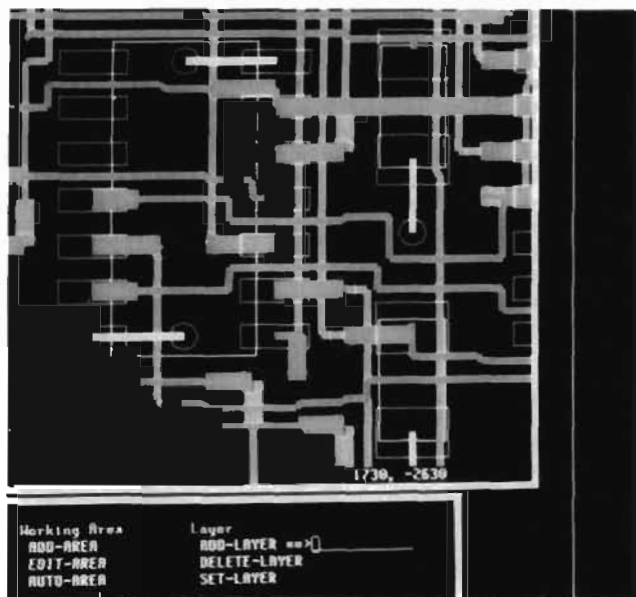 1730, -2630
Working Area
ADD-AREA
EDIT-AREA
AUTO-AREA
Layer
ADD-LAYER ==>
DELETE-LAYER
SET-LAYER